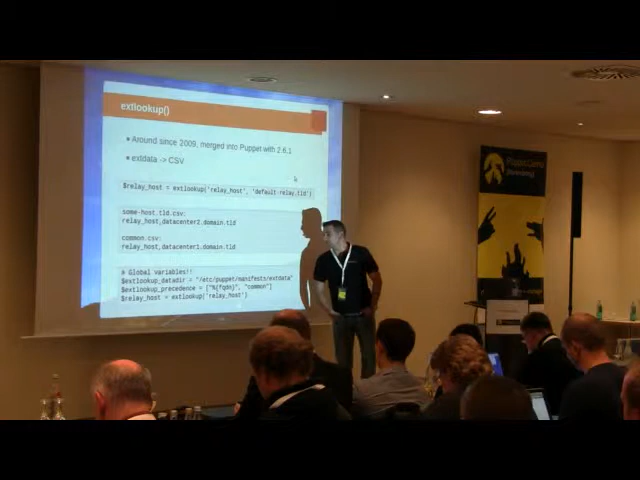 extlookup()
Around since 2009, merged into Puppet with 2.6.1
extdata -> CSV
$relay_host = extlookup('relay_host', 'default-relay.tld')
some-host.tld.csv:
relay_host,datacenter2.domain.tld
common.csv:
relay_host,datacenter1.domain.tld
# Global variables!!
$extlookup_datadir = "/etc/puppet/manifests/extdata"
$extlookup_precedence = ["%{fqdn}", "common"]
$relay_host = extlookup('relay_host')
PuppetCamp